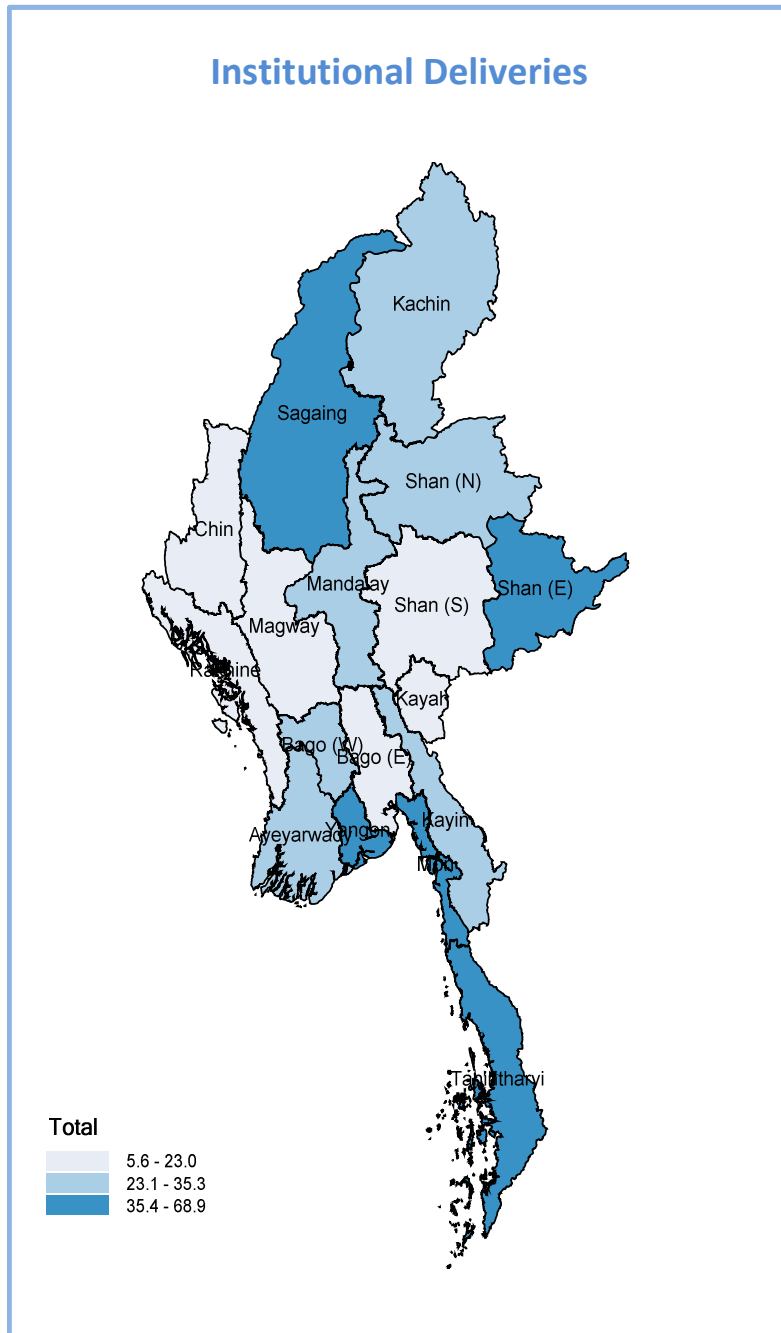 Institutional Deliveries
Kachin
Sagaing
Shan (N)
Chin
Mandalay
Shan (E)
Shan (S)
Magway
Rakhine
Kayah
Bago (W)
Bago (E)
Ayeyarwady
Yangon
Kayin
Mon
Tanintharyi
Total
5.6 - 23.0
23.1 - 35.3
35.4 - 68.9